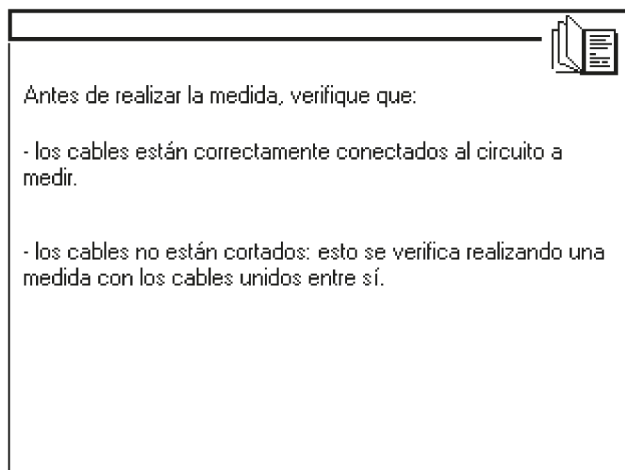 Antes de realizar la medida, verifique que:
- los cables están correctamente conectados al circuito a
medir.
- los cables no están cortados: esto se verifica realizando una
medida con los cables unidos entre sí.